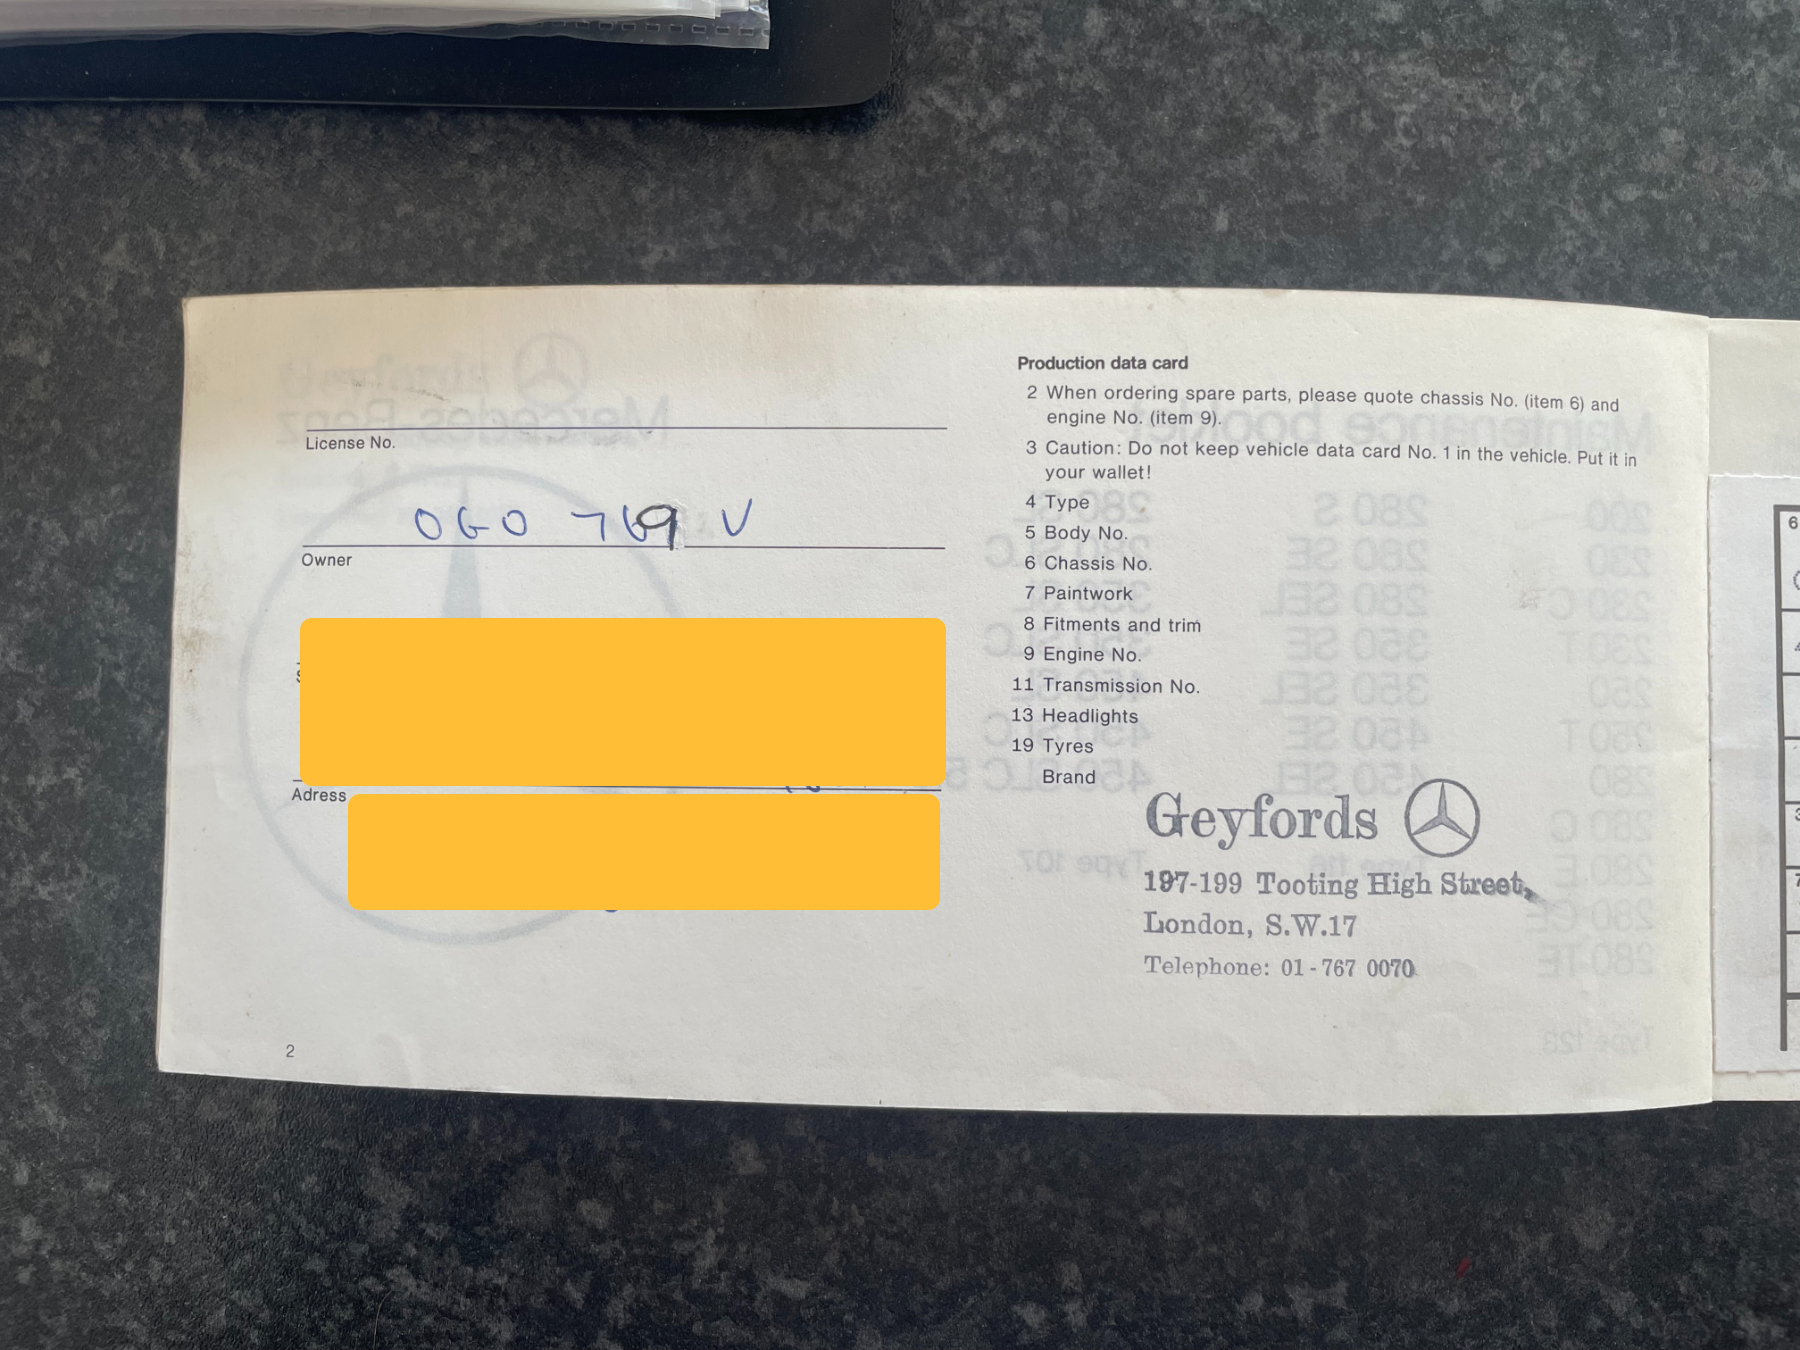 License No.
OGO 769 V
Owner
Adress
2
Production data card
2 When ordering spare parts, please quote chassis No. (item 6) and
engine No. (item 9).
3 Caution: Do not keep vehicle data card No. 1 in the vehicle. Put it in
your wallet!
4 Type
5 Body No.
6 Chassis No.
7 Paintwork
8 Fitments and trim
9 Engine No.
11 Transmission No.
13 Headlights
19 Tyres
Brand
Geyfords
197-199 Tooting High Street,
London, S.W.17
Telephone: 01-767 0070
6